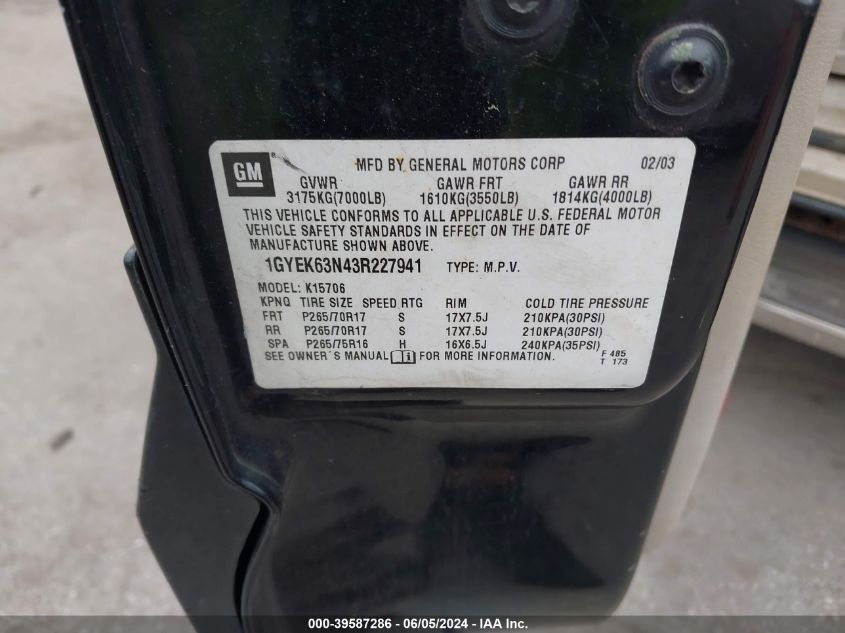 GM MFD BY GENERAL MOTORS CORP 02/03
GVWR GAWR FRT GAWR RR
3175KG(7000LB) 1610KG(3550LB) 1814KG(4000LB)
THIS VEHICLE CONFORMS TO ALL APPLICABLE U.S. FEDERAL MOTOR
VEHICLE SAFETY STANDARDS IN EFFECT ON THE DATE OF
MANUFACTURE SHOWN ABOVE.
1GYEK63N43R227941 TYPE: M.P.V.
MODEL: K15706
KPNQ TIRE SIZE SPEED RTG RIM COLD TIRE PRESSURE
FRT P265/70R17 S 17X7.5J 210KPA(30PSI)
RR P265/70R17 S 17X7.5J 210KPA(30PSI)
SPA P265/75R16 H 16X6.5J 240KPA(35PSI)
SEE OWNER'S MANUAL FOR MORE INFORMATION.
F 485
T 173
000-39587286 - 06/05/2024 - IAA Inc.